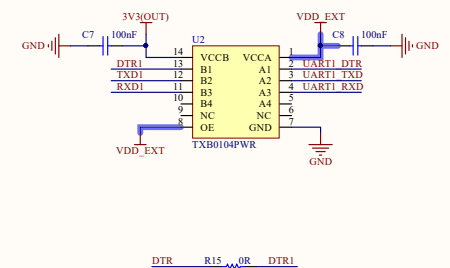 3V3(OUT) VDD_EXT
C7 100nF C8 100nF
GND GND
U2
14 VCCB VCCA 1
DTR1 13 B1 A1 2 UART1_DTR
TXD1 12 B2 A2 3 UART1_TXD
RXD1 11 B3 A3 4 UART1_RXD
10 B4 A4 5
9 NC NC 6
8 OE GND 7
VDD_EXT TXB0104PWR GND
DTR R15 0R DTR1